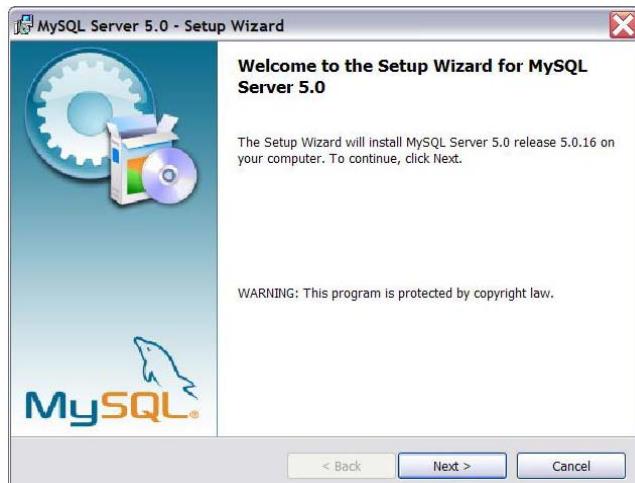 MySQL Server 5.0 - Setup Wizard
Welcome to the Setup Wizard for MySQL
Server 5.0
The Setup Wizard will install MySQL Server 5.0 release 5.0.16 on
your computer. To continue, click Next.
WARNING: This program is protected by copyright law.
MySQL®
< Back
Next >
Cancel